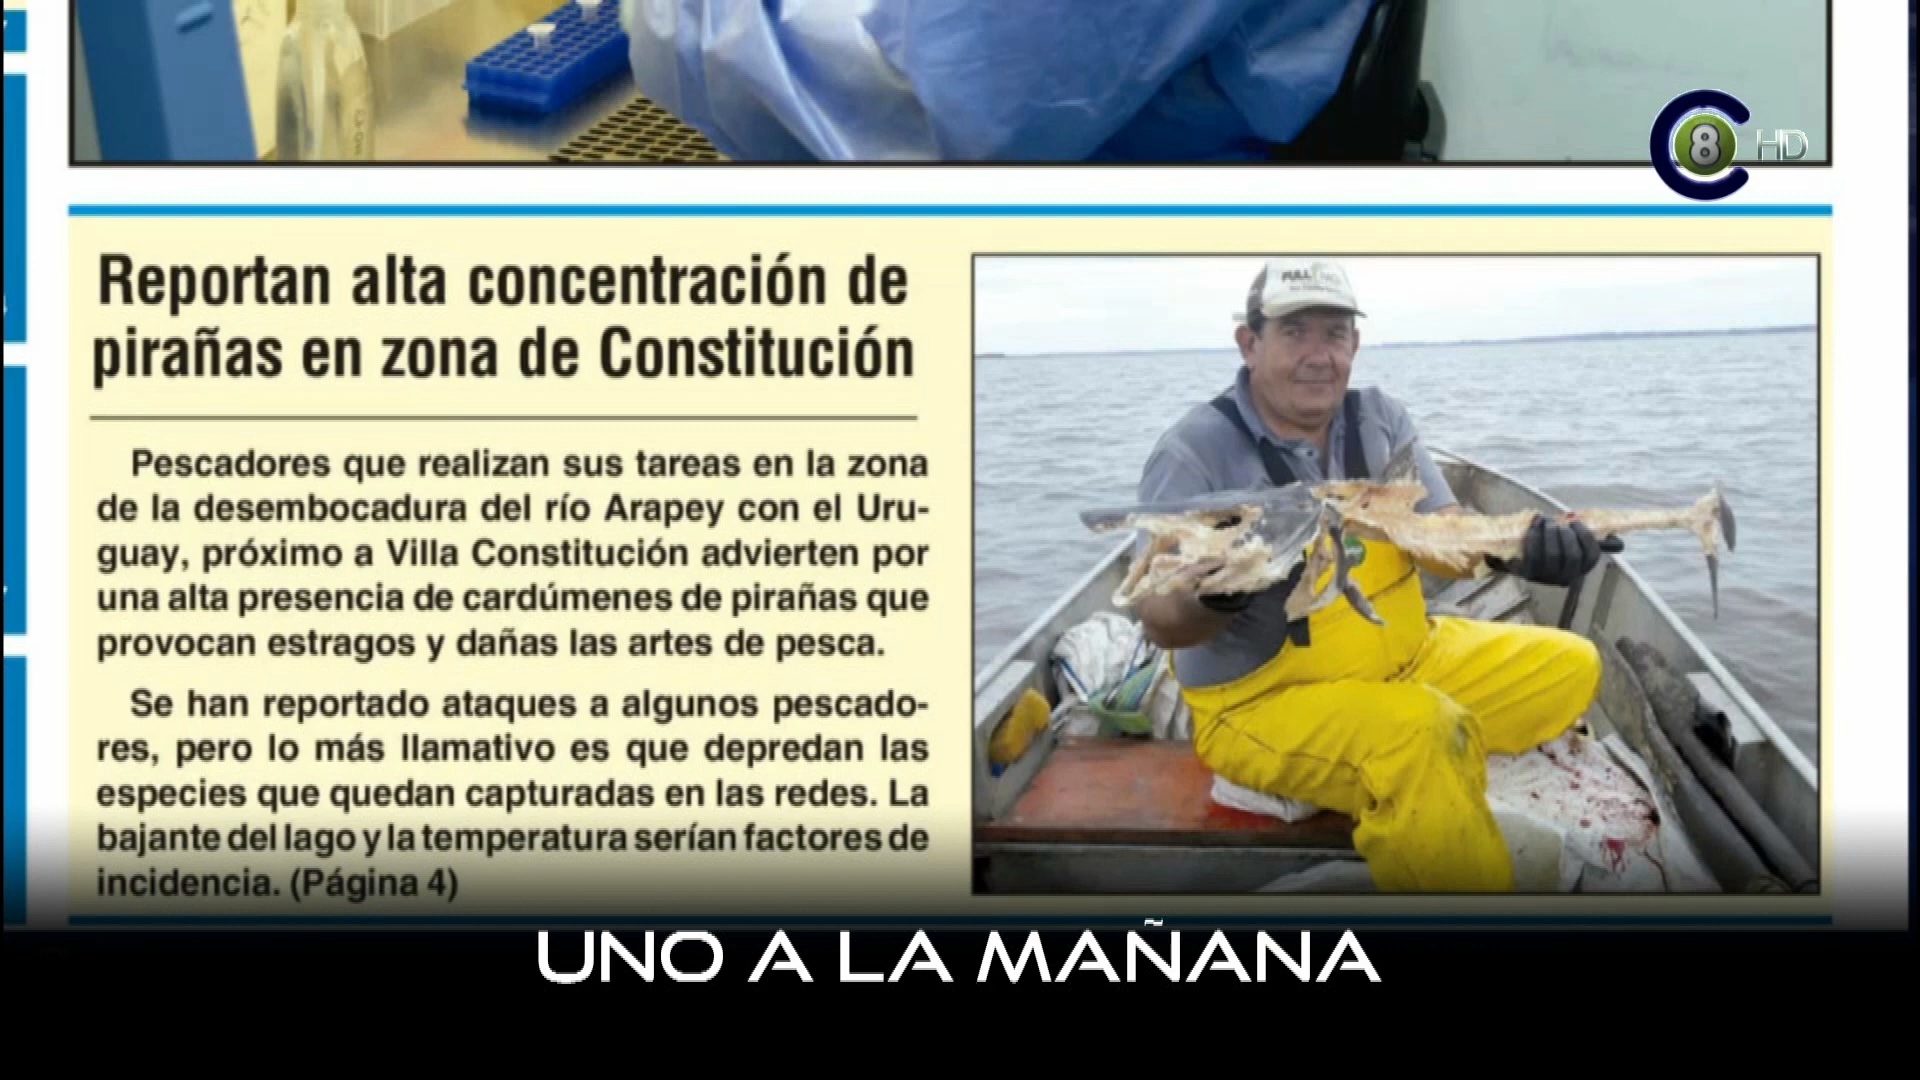 8 HD
Reportan alta concentración de
pirañas en zona de Constitución
Pescadores que realizan sus tareas en la zona
de la desembocadura del río Arapey con el Uru-
guay, próximo a Villa Constitución advierten por
una alta presencia de cardúmenes de pirañas que
provocan estragos y dañas las artes de pesca.
Se han reportado ataques a algunos pescado-
res, pero lo más llamativo es que depredan las
especies que quedan capturadas en las redes. La
bajante del lago y la temperatura serían factores de
incidencia. (Página 4)
UNO A LA MAÑANA